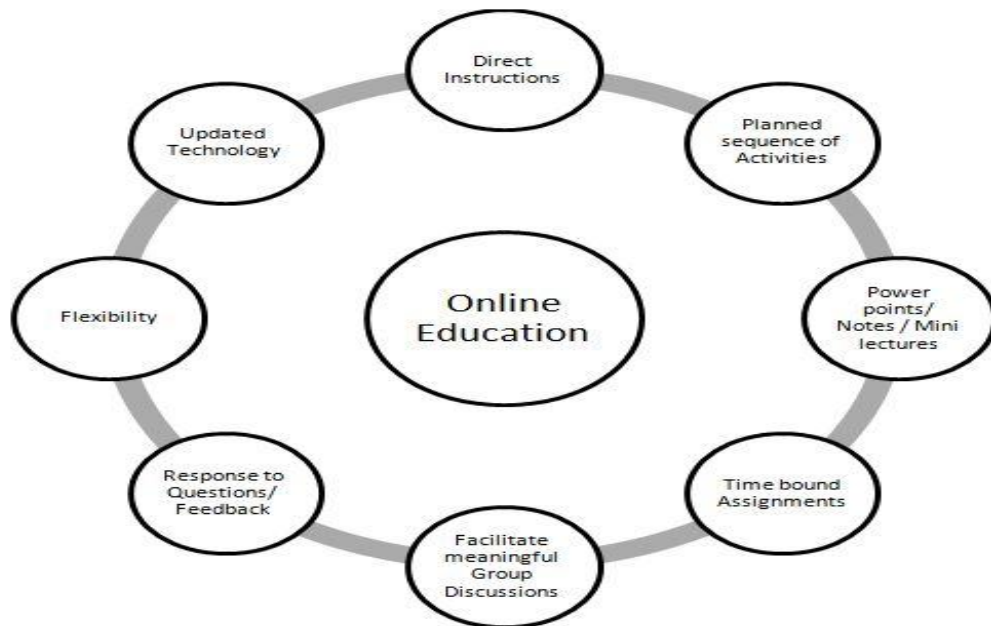 Direct
Instructions
Planned
sequence of
Activities
Power
points/
Notes / Mini
lectures
Time bound
Assignments
Facilitate
meaningful
Group
Discussions
Response to
Questions/
Feedback
Flexibility
Updated
Technology
Online
Education